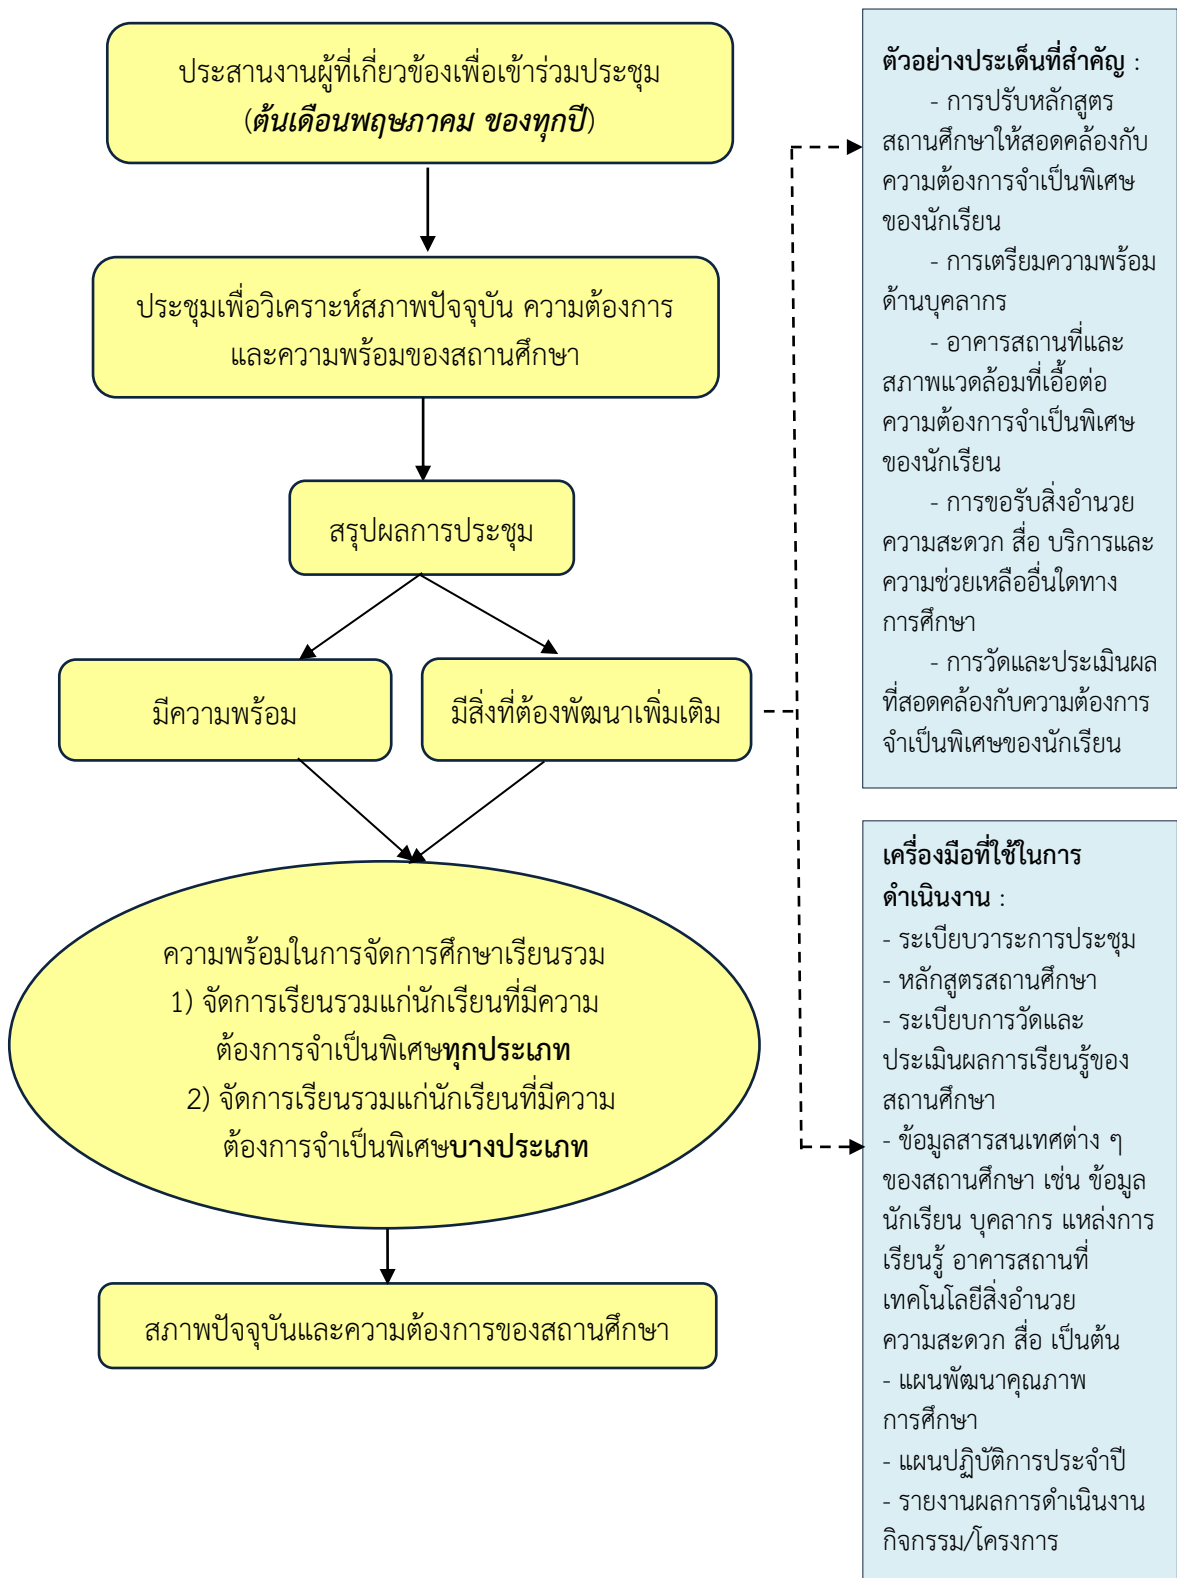 ประสานงานผู้ที่เกี่ยวข้องเพื่อเข้าร่วมประชุม
(ต้นเดือนพฤษภาคม ของทุกปี)
ประชุมเพื่อวิเคราะห์สภาพปัจจุบัน ความต้องการ
และความพร้อมของสถานศึกษา
สรุปผลการประชุม
มีความพร้อม
มีสิ่งที่ต้องพัฒนาเพิ่มเติม
ความพร้อมในการจัดการศึกษาเรียนรวม
1) จัดการเรียนรวมแก่นักเรียนที่มีความ
ต้องการจำเป็นพิเศษทุกประเภท
2) จัดการเรียนรวมแก่นักเรียนที่มีความ
ต้องการจำเป็นพิเศษบางประเภท
สภาพปัจจุบันและความต้องการของสถานศึกษา
ตัวอย่างประเด็นที่สำคัญ :
- การปรับหลักสูตร
สถานศึกษาให้สอดคล้องกับ
ความต้องการจำเป็นพิเศษ
ของนักเรียน
- การเตรียมความพร้อม
ด้านบุคลากร
- อาคารสถานที่และ
สภาพแวดล้อมที่เอื้อต่อ
ความต้องการจำเป็นพิเศษ
ของนักเรียน
- การขอรับสิ่งอำนวย
ความสะดวก สื่อ บริการและ
ความช่วยเหลืออื่นใดทาง
การศึกษา
- การวัดและประเมินผล
ที่สอดคล้องกับความต้องการ
จำเป็นพิเศษของนักเรียน
เครื่องมือที่ใช้ในการ
ดำเนินงาน :
- ระเบียบวาระการประชุม
- หลักสูตรสถานศึกษา
- ระเบียบการวัดและ
ประเมินผลการเรียนรู้ของ
สถานศึกษา
- ข้อมูลสารสนเทศต่าง ๆ
ของสถานศึกษา เช่น ข้อมูล
นักเรียน บุคลากร แหล่งการ
เรียนรู้ อาคารสถานที่
เทคโนโลยีสิ่งอำนวย
ความสะดวก สื่อ เป็นต้น
- แผนพัฒนาคุณภาพ
การศึกษา
- แผนปฏิบัติการประจำปี
- รายงานผลการดำเนินงาน
กิจกรรม/โครงการ